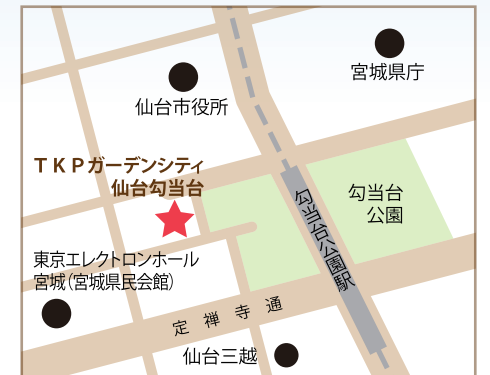 宮城県庁
仙台市役所
TKPガーデンシティ
仙台勾当台
勾当台
公園
勾当台公園駅
東京エレクトロンホール
宮城(宮城県民会館)
定禅寺通
仙台三越